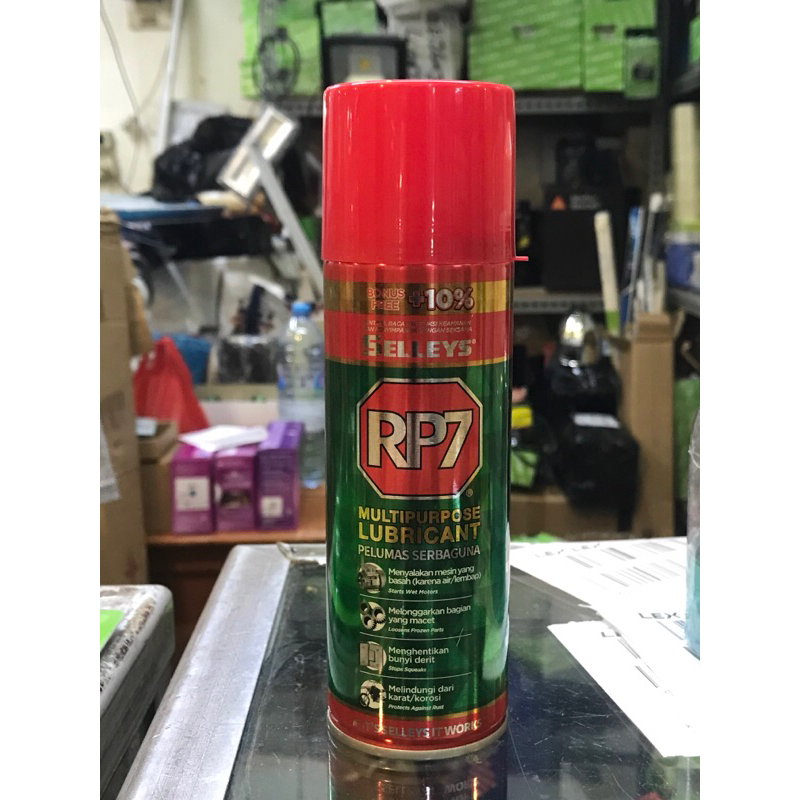 BONUS
FREE +10%
SELLEYS®
RP7
®
MULTIPURPOSE
LUBRICANT
PELUMAS SERBAGUNA
Menyalakan mesin yang
basah (karena air/lembap)
Starts Wet Motors
Melonggarkan bagian
yang macet
Loosens Frozen Parts
Menghentikan
bunyi derit
Stops Squeaks
Melindungi dari
karat/korosi
Protects Against Rust
IT'S SELLEYS IT WORKS